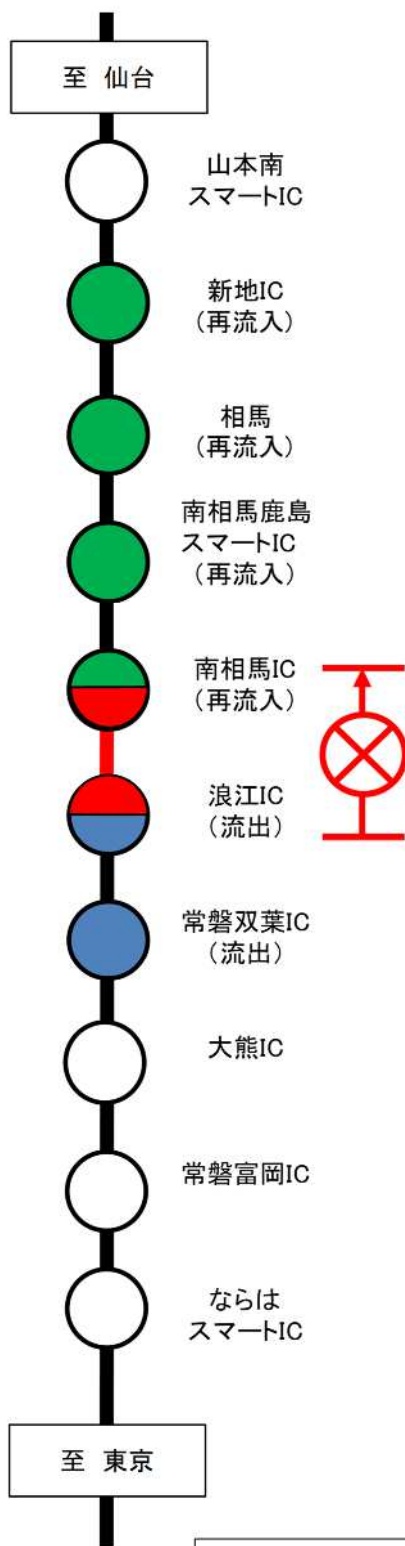 至 仙台
山本南
スマートIC
新地IC
(再流入)
相馬
(再流入)
南相馬鹿島
スマートIC
(再流入)
南相馬IC
(再流入)
浪江IC
(流出)
常磐双葉IC
(流出)
大熊IC
常磐富岡IC
ならは
スマートIC
至 東京